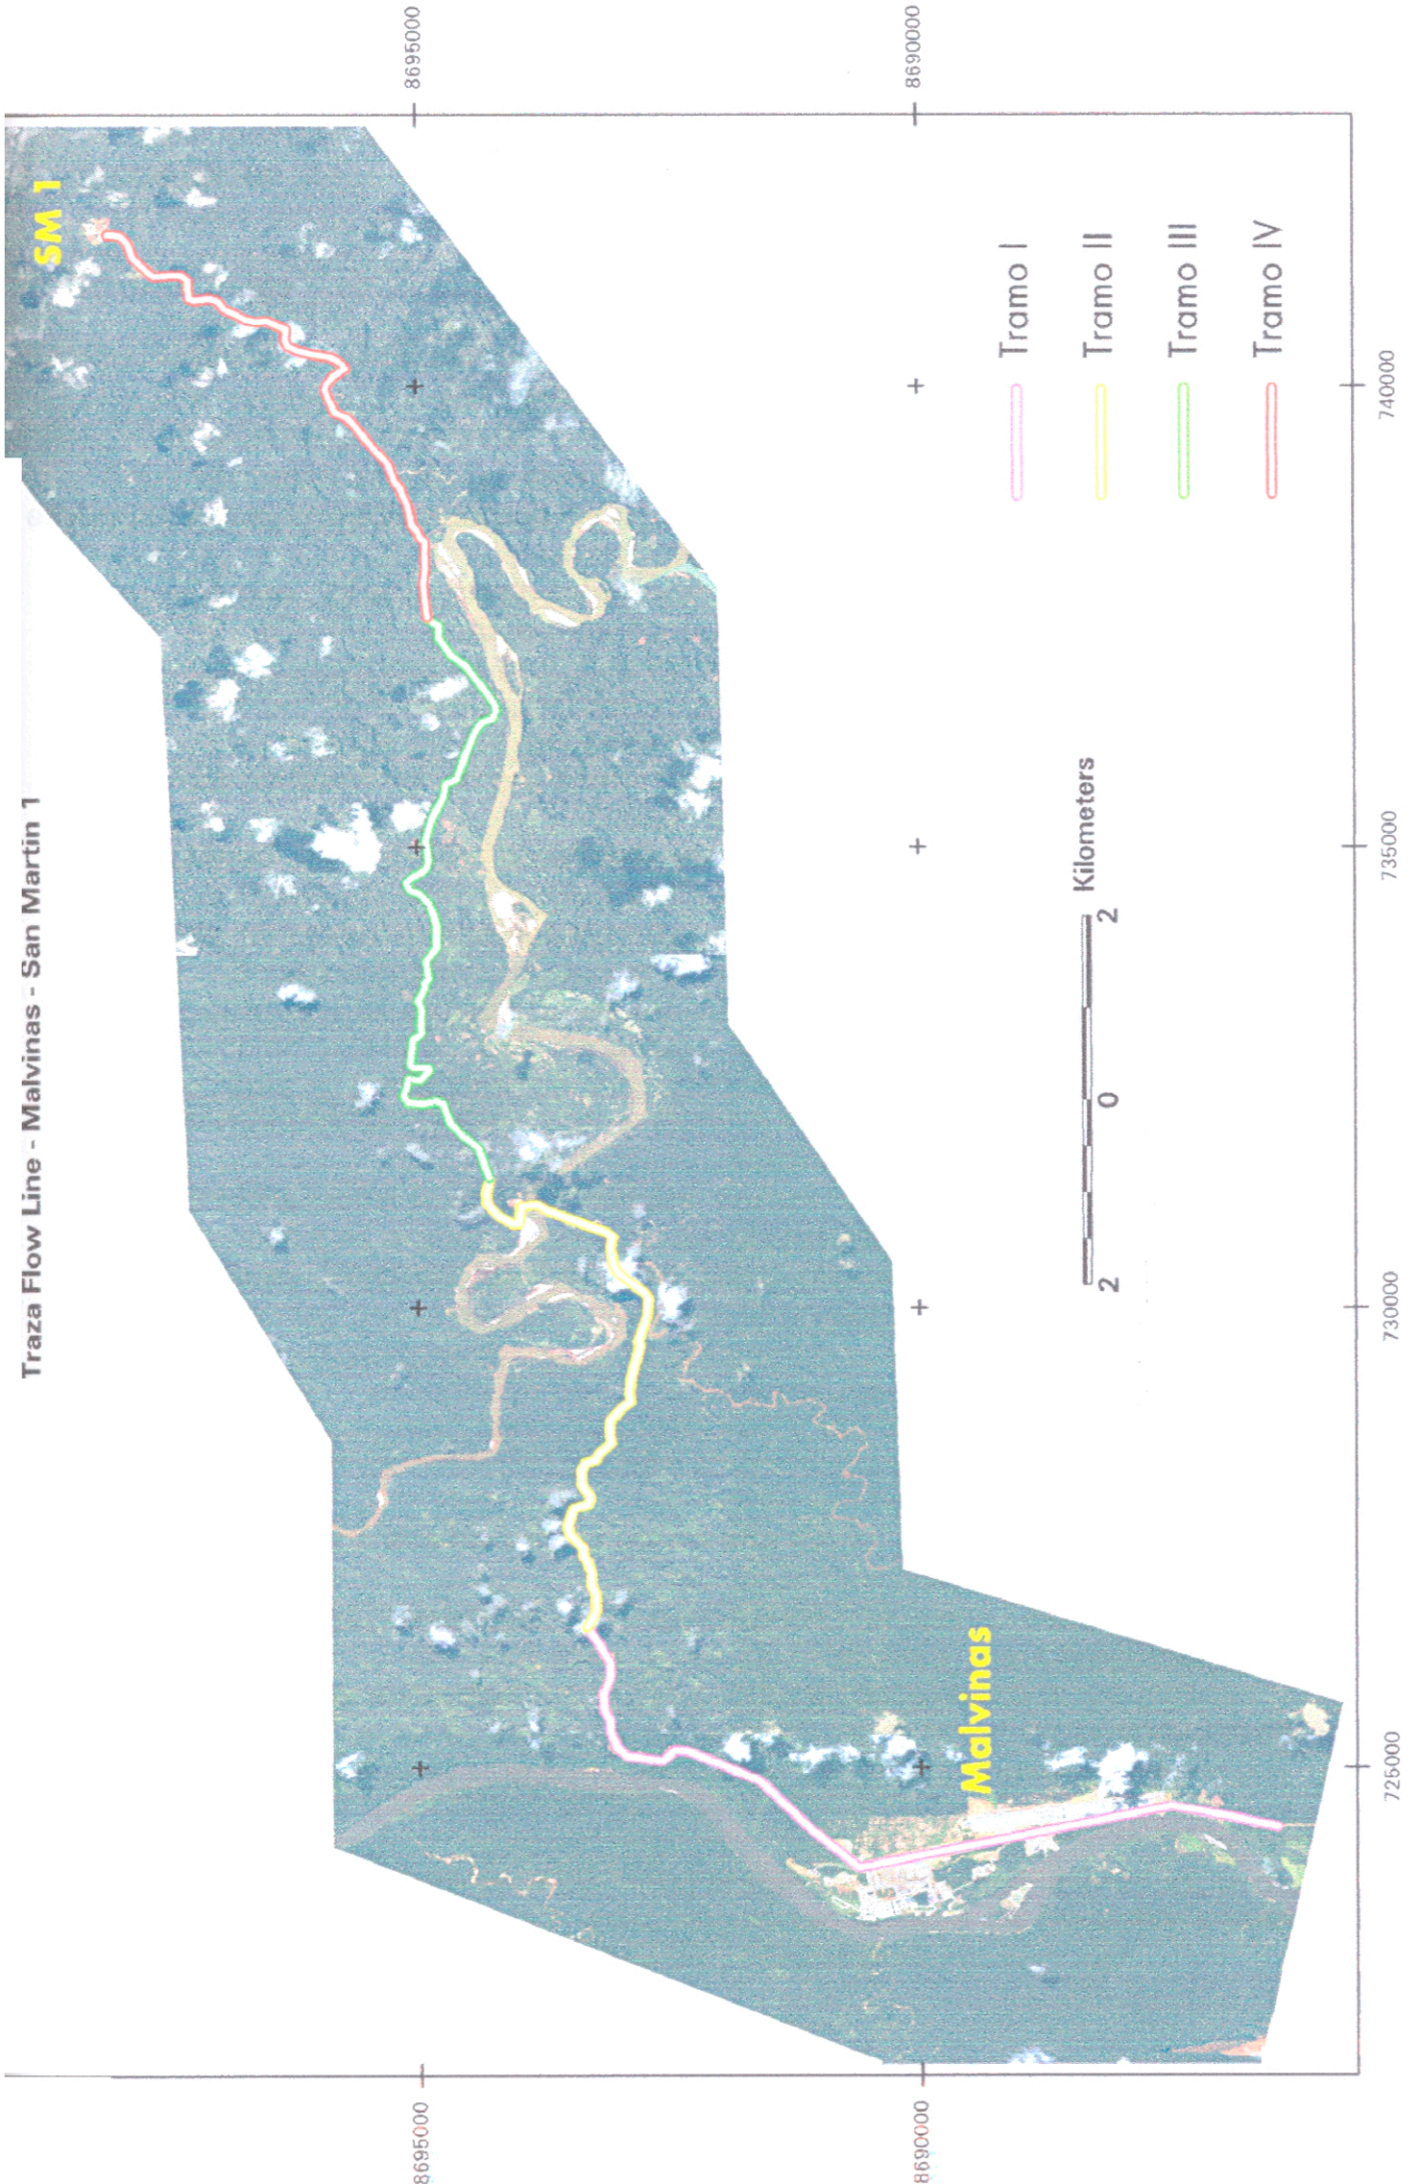 Traza Flow Line - Malvinas - San Martin 1
8695000
8690000
SW 1
Malvinas
Tramo I
Tramo II
Tramo III
Tramo IV
2 0 2 Kilometers
725000
730000
735000
740000
8695000
8690000